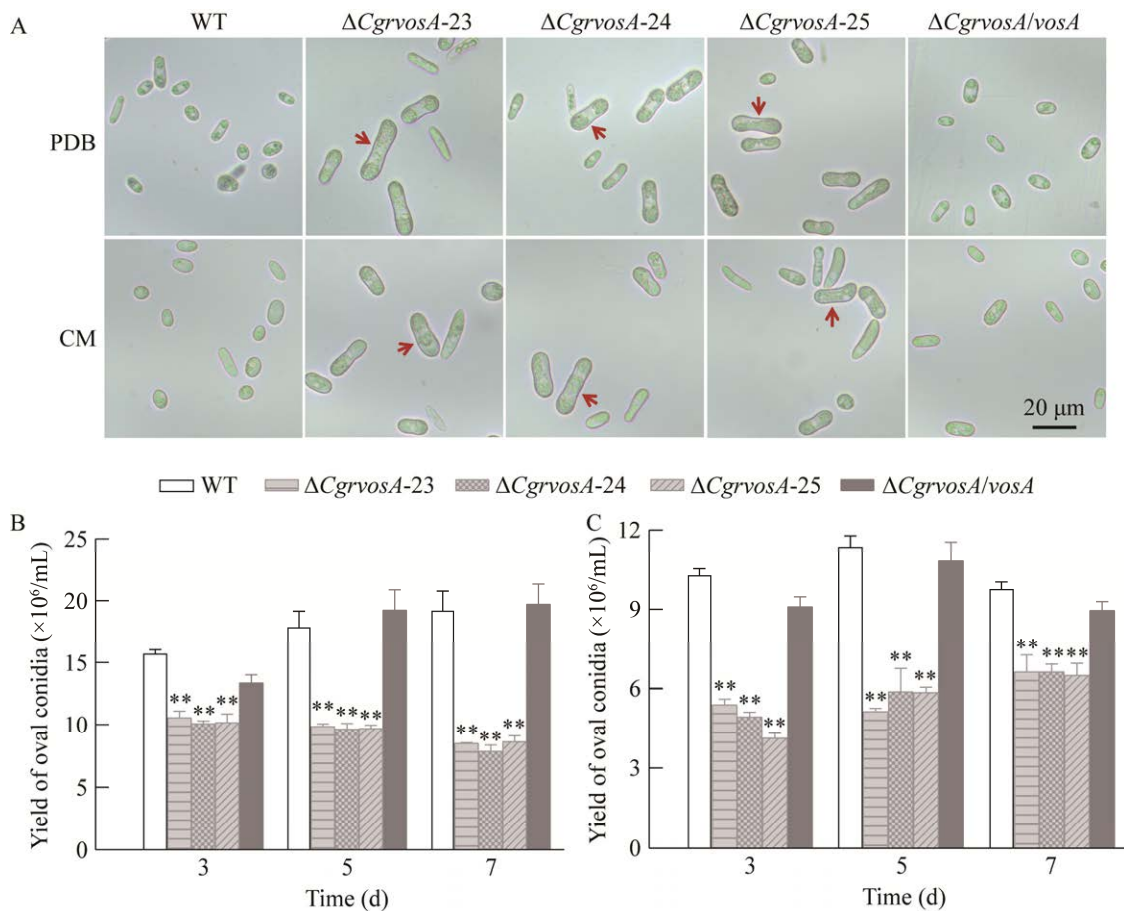 A
WT ΔCgrvosA-23 ΔCgrvosA-24 ΔCgrvosA-25 ΔCgrvosA/vosA
PDB
CM
20 μm
WT ΔCgrvosA-23 ΔCgrvosA-24 ΔCgrvosA-25 ΔCgrvosA/vosA
B
Yield of oval conidia (×10⁶/mL)
25
20
15
10
5
0
** ** **
** ** **
** ** **
3 5 7
Time (d)
C
Yield of oval conidia (×10⁶/mL)
12
9
6
3
0
** ** **
** ** **
** ** **
3 5 7
Time (d)